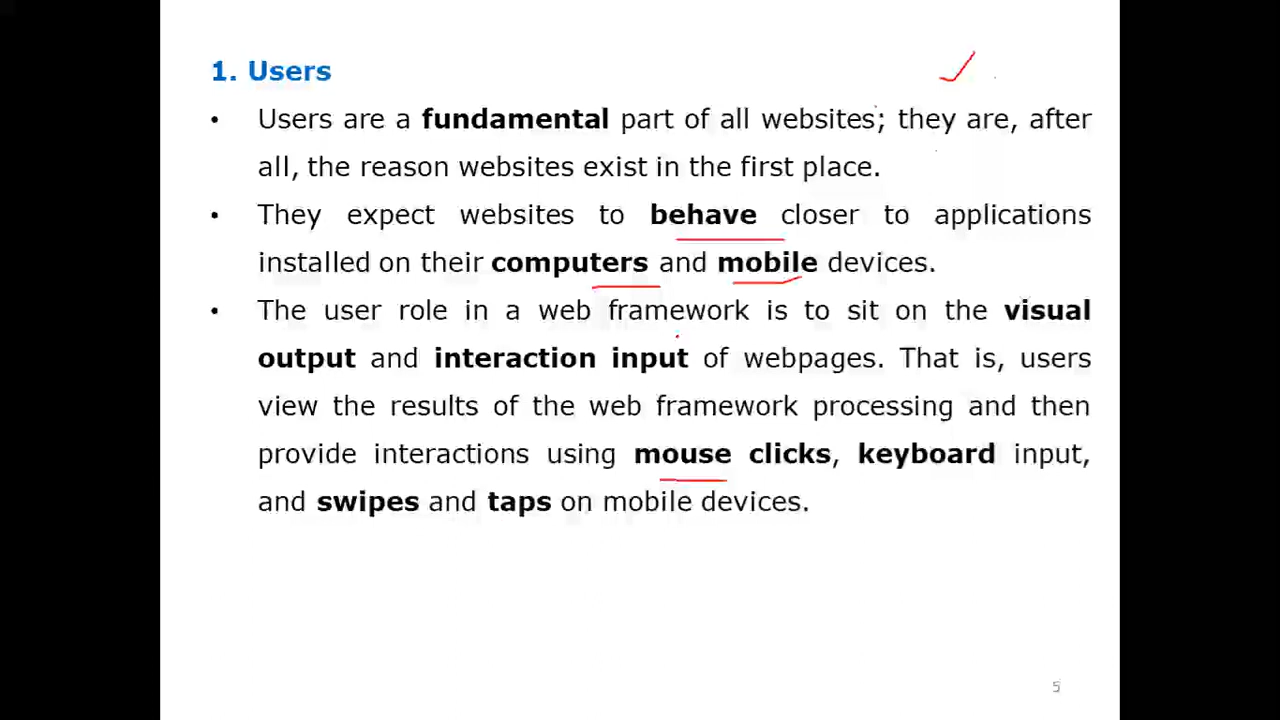 1. Users
• Users are a fundamental part of all websites; they are, after
all, the reason websites exist in the first place.
• They expect websites to behave closer to applications
installed on their computers and mobile devices.
• The user role in a web framework is to sit on the visual
output and interaction input of webpages. That is, users
view the results of the web framework processing and then
provide interactions using mouse clicks, keyboard input,
and swipes and taps on mobile devices.
5